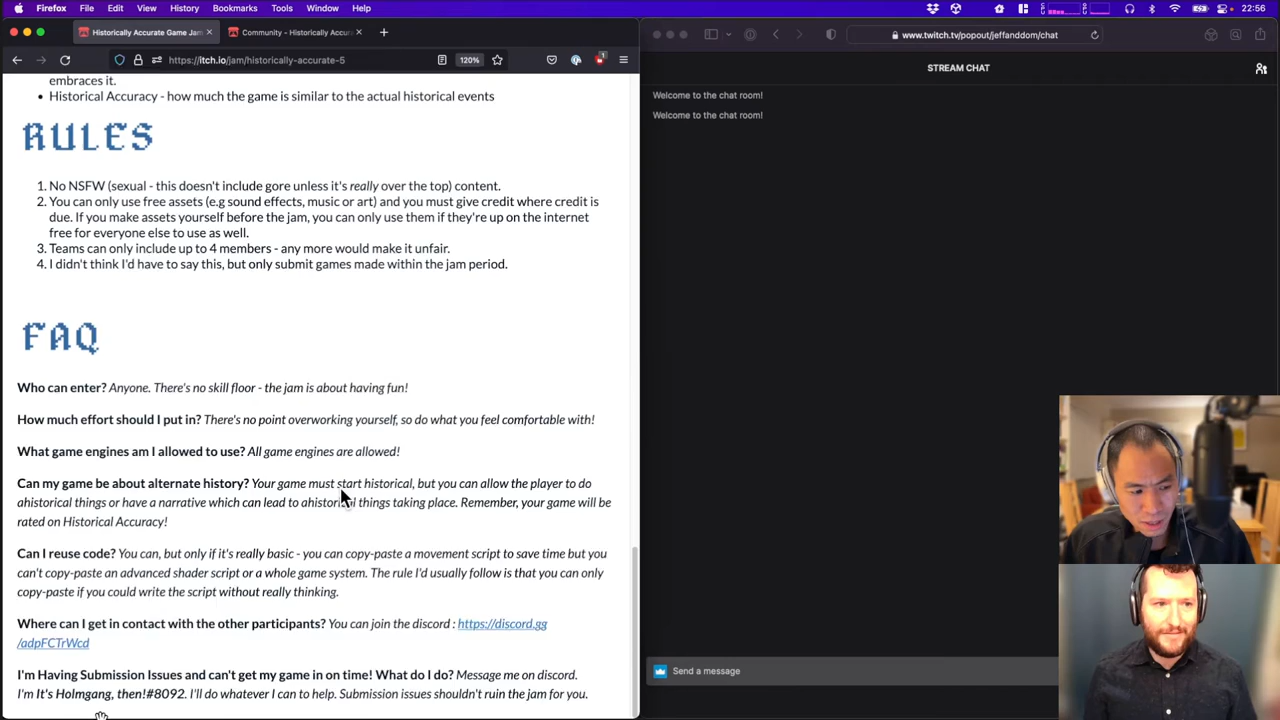 Firefox File Edit View History Bookmarks Tools Window Help 22:56
Historically Accurate Game Jam Community - Historically Accura
https://itch.io/jam/historically-accurate-5 120%
www.twitch.tv/popout/jeffanddom/chat
STREAM CHAT
Welcome to the chat room!
Welcome to the chat room!
Send a message
embraces it.
• Historical Accuracy - how much the game is similar to the actual historical events
RULES
1. No NSFW (sexual - this doesn't include gore unless it's really over the top) content.
2. You can only use free assets (e.g sound effects, music or art) and you must give credit where credit is
due. If you make assets yourself before the jam, you can only use them if they're up on the internet
free for everyone else to use as well.
3. Teams can only include up to 4 members - any more would make it unfair.
4. I didn't think I'd have to say this, but only submit games made within the jam period.
FAQ
Who can enter? Anyone. There's no skill floor - the jam is about having fun!
How much effort should I put in? There's no point overworking yourself, so do what you feel comfortable with!
What game engines am I allowed to use? All game engines are allowed!
Can my game be about alternate history? Your game must start historical, but you can allow the player to do
ahistorical things or have a narrative which can lead to ahistorical things taking place. Remember, your game will be
rated on Historical Accuracy!
Can I reuse code? You can, but only if it's really basic - you can copy-paste a movement script to save time but you
can't copy-paste an advanced shader script or a whole game system. The rule I'd usually follow is that you can only
copy-paste if you could write the script without really thinking.
Where can I get in contact with the other participants? You can join the discord : https://discord.gg
/adpFCTrWcd
I'm Having Submission Issues and can't get my game in on time! What do I do? Message me on discord.
I'm It's Holmgang, then!#8092. I'll do whatever I can to help. Submission issues shouldn't ruin the jam for you.